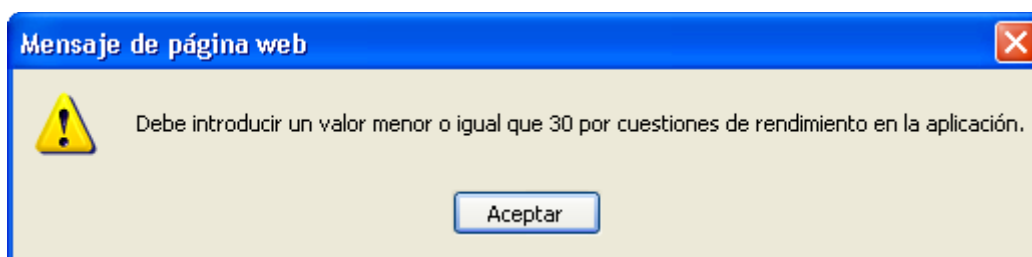 Mensaje de página web
Debe introducir un valor menor o igual que 30 por cuestiones de rendimiento en la aplicación.
Aceptar